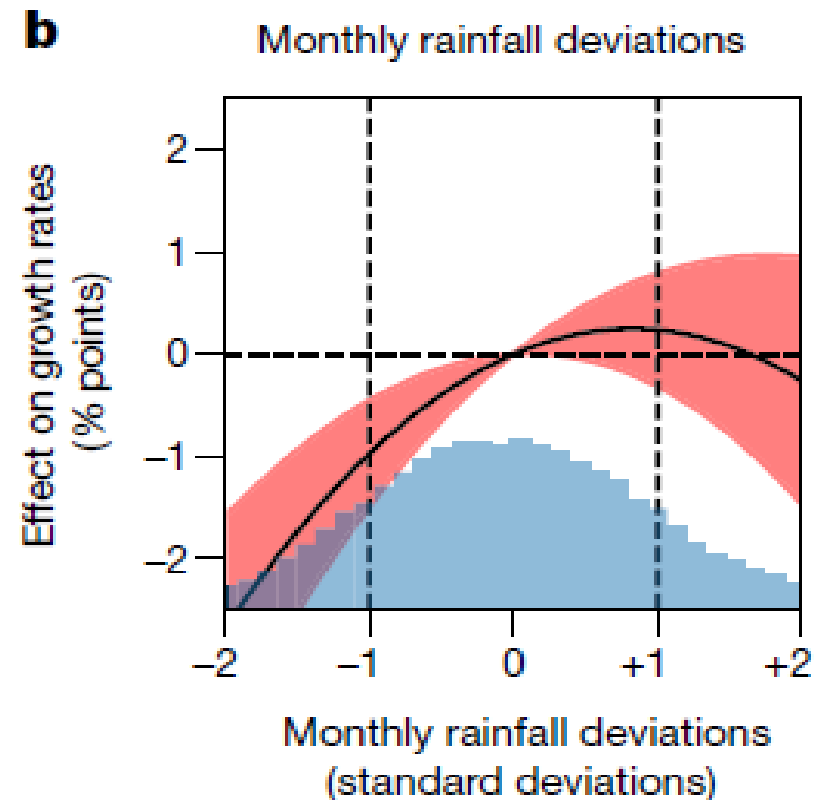 b
Monthly rainfall deviations
Effect on growth rates
(% points)
2
1
0
–1
–2
–2
–1
0
+1
+2
Monthly rainfall deviations
(standard deviations)